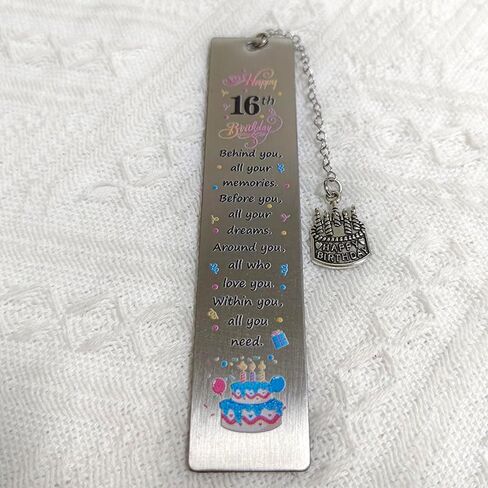 Happy
16th
Birthday
Behind you,
all your
memories.
Before you,
all your
dreams.
Around you,
all who
love you.
Within you,
all you
need.
HAPPY
BIRTHDAY